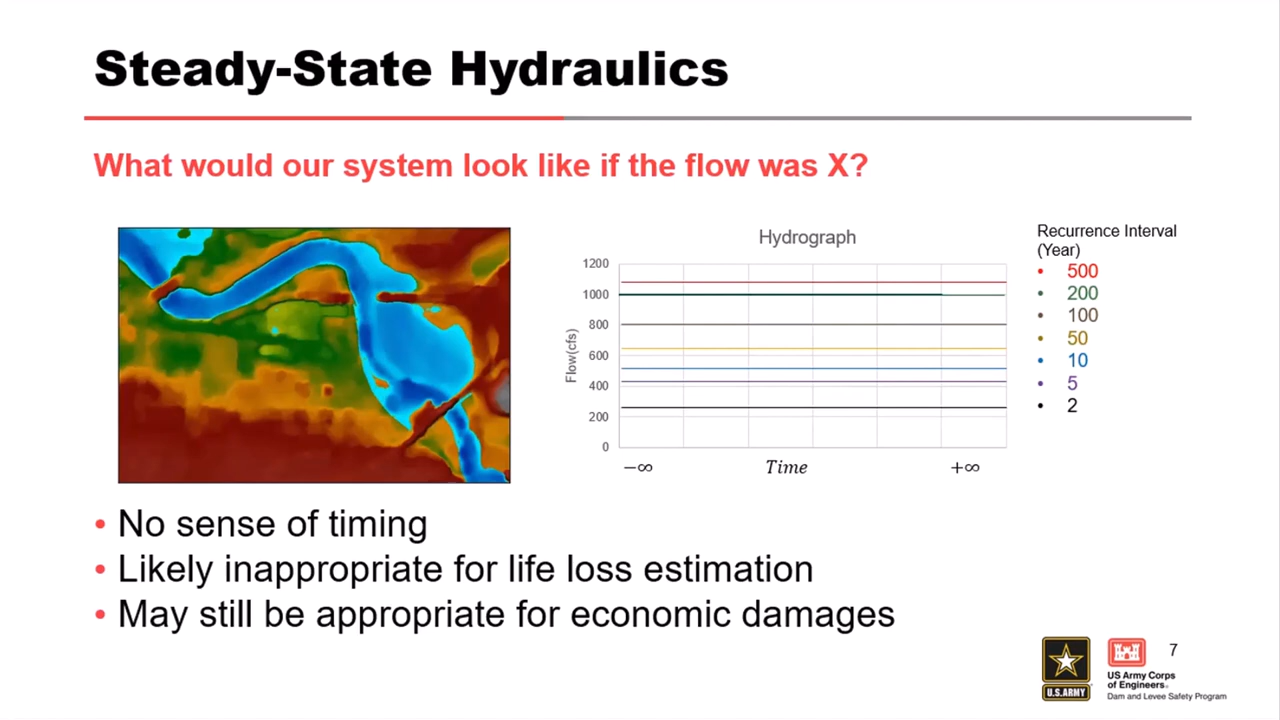 Steady-State Hydraulics
What would our system look like if the flow was X?
Hydrograph
Flow(cfs)
1200
1000
800
600
400
200
0
−∞ Time +∞
Recurrence Interval
(Year)
• 500
• 200
• 100
• 50
• 10
• 5
• 2
• No sense of timing
• Likely inappropriate for life loss estimation
• May still be appropriate for economic damages
U.S.ARMY
US Army Corps
of Engineers®
Dam and Levee Safety Program
7